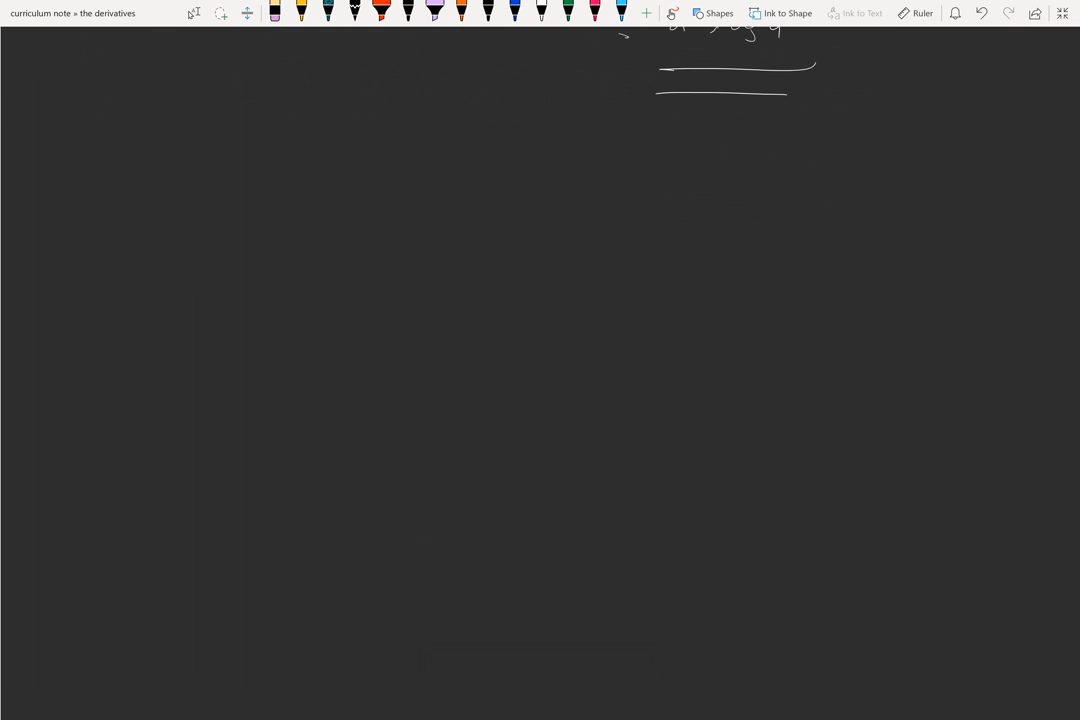 curriculum note » the derivatives
Shapes
Ink to Shape
Ink to Text
Ruler